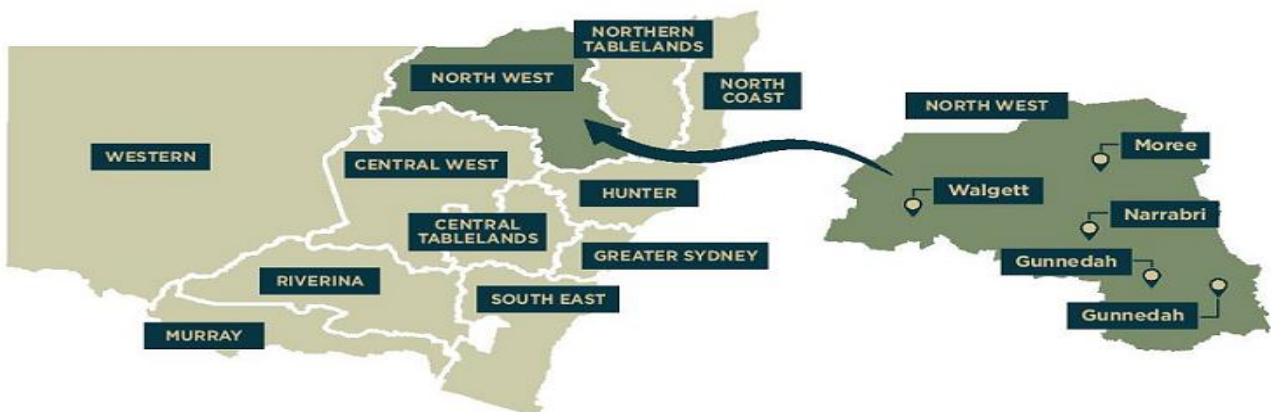 NORTHERN
TABLELANDS
NORTH WEST
NORTH
COAST
WESTERN
CENTRAL WEST
HUNTER
CENTRAL
TABLELANDS
GREATER SYDNEY
RIVERINA
SOUTH EAST
MURRAY
NORTH WEST
Moree
Walgett
Narrabri
Gunnedah
Gunnedah